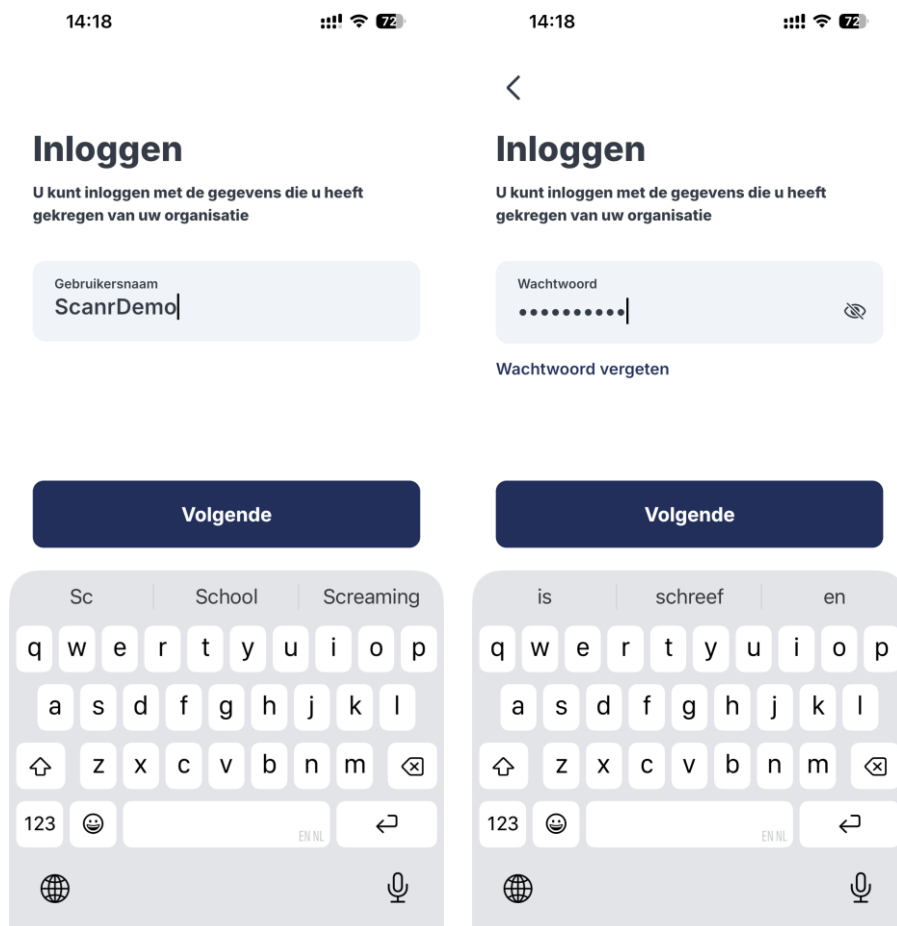 14:18
72
Inloggen
U kunt inloggen met de gegevens die u heeft
gekregen van uw organisatie
Gebruikersnaam
ScanrDemo
Volgende
Sc School Screaming
q w e r t y u i o p
a s d f g h j k l
z x c v b n m
123
EN NL
14:18
72
Inloggen
U kunt inloggen met de gegevens die u heeft
gekregen van uw organisatie
Wachtwoord
••••••••••
Wachtwoord vergeten
Volgende
is schreef en
q w e r t y u i o p
a s d f g h j k l
z x c v b n m
123
EN NL